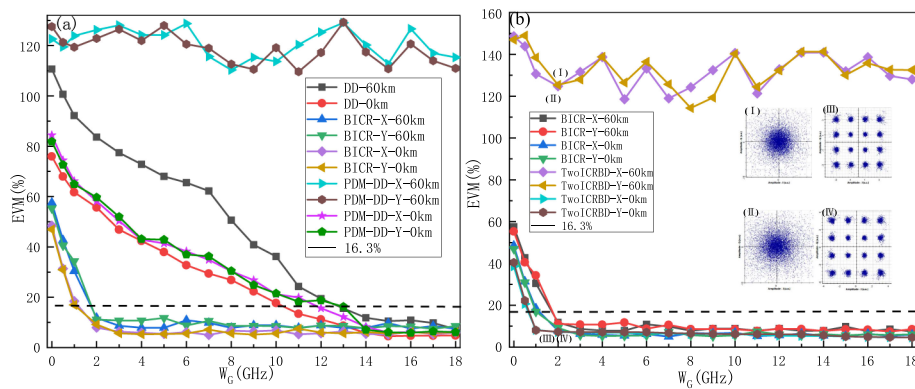 (a)
EVM(%)
120
100
80
60
40
20
0
0 2 4 6 8 10 12 14 16 18
W_G(GHz)
DD-60km
DD-0km
BICR-X-60km
BICR-Y-60km
BICR-X-0km
BICR-Y-0km
PDM-DD-X-60km
PDM-DD-Y-60km
PDM-DD-X-0km
PDM-DD-Y-0km
16.3%
(b)
EVM(%)
160
140
120
100
80
60
40
20
0
0 2 4 6 8 10 12 14 16 18
W_G(GHz)
(I)
(II)
(III)(IV)
BICR-X-60km
BICR-Y-60km
BICR-X-0km
BICR-Y-0km
TwoICRBD-X-60km
TwoICRBD-Y-60km
TwoICRBD-X-0km
TwoICRBD-Y-0km
16.3%
(I)
(III)
(II)
(IV)